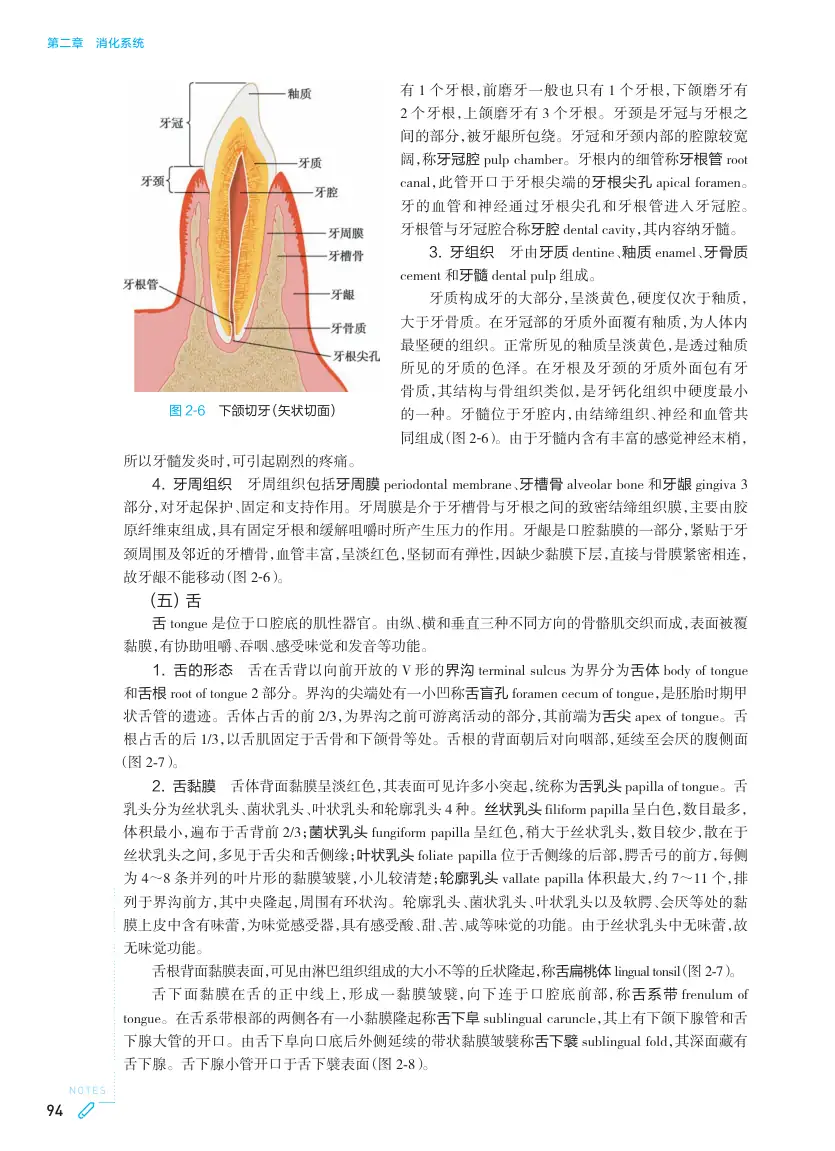 第二章 消化系统
釉质
牙冠
牙质
牙颈
牙腔
牙周膜
牙槽骨
牙根管
牙龈
牙骨质
牙根尖孔
图 2-6 下颌切牙(矢状切面)
有 1 个牙根,前磨牙一般也只有 1 个牙根,下颌磨牙有
2 个牙根,上颌磨牙有 3 个牙根。牙颈是牙冠与牙根之
间的部分,被牙龈所包绕。牙冠和牙颈内部的腔隙较宽
阔,称牙冠腔 pulp chamber。牙根内的细管称牙根管 root
canal,此管开口于牙根尖端的牙根尖孔 apical foramen。
牙的血管和神经通过牙根尖孔和牙根管进入牙冠腔。
牙根管与牙冠腔合称牙腔 dental cavity,其内容纳牙髓。
3. 牙组织 牙由牙质 dentine、釉质 enamel、牙骨质
cement 和牙髓 dental pulp 组成。
牙质构成牙的大部分,呈淡黄色,硬度仅次于釉质,
大于牙骨质。在牙冠部的牙质外面覆有釉质,为人体内
最坚硬的组织。正常所见的釉质呈淡黄色,是透过釉质
所见的牙质的色泽。在牙根及牙颈的牙质外面包有牙
骨质,其结构与骨组织类似,是牙钙化组织中硬度最小
的一种。牙髓位于牙腔内,由结缔组织、神经和血管共
同组成(图 2-6)。由于牙髓内含有丰富的感觉神经末梢,
所以牙髓发炎时,可引起剧烈的疼痛。
4. 牙周组织 牙周组织包括牙周膜 periodontal membrane、牙槽骨 alveolar bone 和牙龈 gingiva 3
部分,对牙起保护、固定和支持作用。牙周膜是介于牙槽骨与牙根之间的致密结缔组织膜,主要由胶
原纤维束组成,具有固定牙根和缓解咀嚼时所产生压力的作用。牙龈是口腔黏膜的一部分,紧贴于牙
颈周围及邻近的牙槽骨,血管丰富,呈淡红色,坚韧而有弹性,因缺少黏膜下层,直接与骨膜紧密相连,
故牙龈不能移动(图 2-6)。
(五)舌
舌 tongue 是位于口腔底的肌性器官。由纵、横和垂直三种不同方向的骨骼肌交织而成,表面被覆
黏膜,有协助咀嚼、吞咽、感受味觉和发音等功能。
1. 舌的形态 舌在舌背以向前开放的 V 形的界沟 terminal sulcus 为界分为舌体 body of tongue
和舌根 root of tongue 2 部分。界沟的尖端处有一小凹称舌盲孔 foramen cecum of tongue,是胚胎时期甲
状舌管的遗迹。舌体占舌的前 2/3,为界沟之前可游离活动的部分,其前端为舌尖 apex of tongue。舌
根占舌的后 1/3,以舌肌固定于舌骨和下颌骨等处。舌根的背面朝后对向咽部,延续至会厌的腹侧面
(图 2-7)。
2. 舌黏膜 舌体背面黏膜呈淡红色,其表面可见许多小突起,统称为舌乳头 papilla of tongue。舌
乳头分为丝状乳头、菌状乳头、叶状乳头和轮廓乳头 4 种。丝状乳头 filiform papilla 呈白色,数目最多,
体积最小,遍布于舌背前 2/3;菌状乳头 fungiform papilla 呈红色,稍大于丝状乳头,数目较少,散在于
丝状乳头之间,多见于舌尖和舌侧缘;叶状乳头 foliate papilla 位于舌侧缘的后部,腭舌弓的前方,每侧
为 4～8 条并列的叶片形的黏膜皱襞,小儿较清楚;轮廓乳头 vallate papilla 体积最大,约 7～11 个,排
列于界沟前方,其中央隆起,周围有环状沟。轮廓乳头、菌状乳头、叶状乳头以及软腭、会厌等处的黏
膜上皮中含有味蕾,为味觉感受器,具有感受酸、甜、苦、咸等味觉的功能。由于丝状乳头中无味蕾,故
无味觉功能。
舌根背面黏膜表面,可见由淋巴组织组成的大小不等的丘状隆起,称舌扁桃体 lingual tonsil(图 2-7)。
舌下面黏膜在舌的正中线上,形成一黏膜皱襞,向下连于口腔底前部,称舌系带 frenulum of
tongue。在舌系带根部的两侧各有一小黏膜隆起称舌下阜 sublingual caruncle,其上有下颌下腺管和舌
下腺大管的开口。由舌下阜向口底后外侧延续的带状黏膜皱襞称舌下襞 sublingual fold,其深面藏有
舌下腺。舌下腺小管开口于舌下襞表面(图 2-8)。
NOTES
94